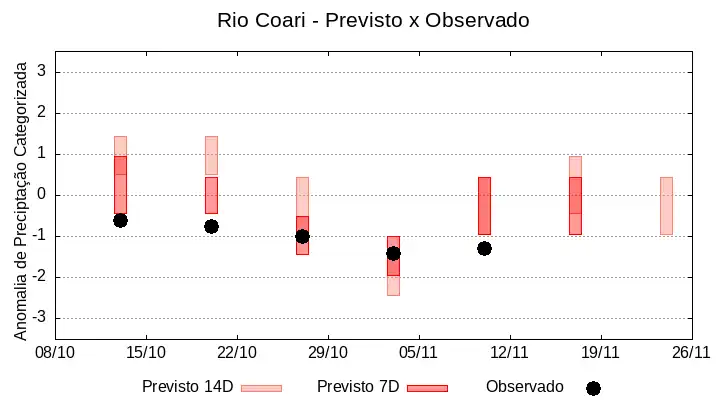 Rio Coari - Previsto x Observado
Anomalia de Preciptação Categorizada
3
2
1
0
-1
-2
-3
08/10 15/10 22/10 29/10 05/11 12/11 19/11 26/11
Previsto 14D Previsto 7D Observado